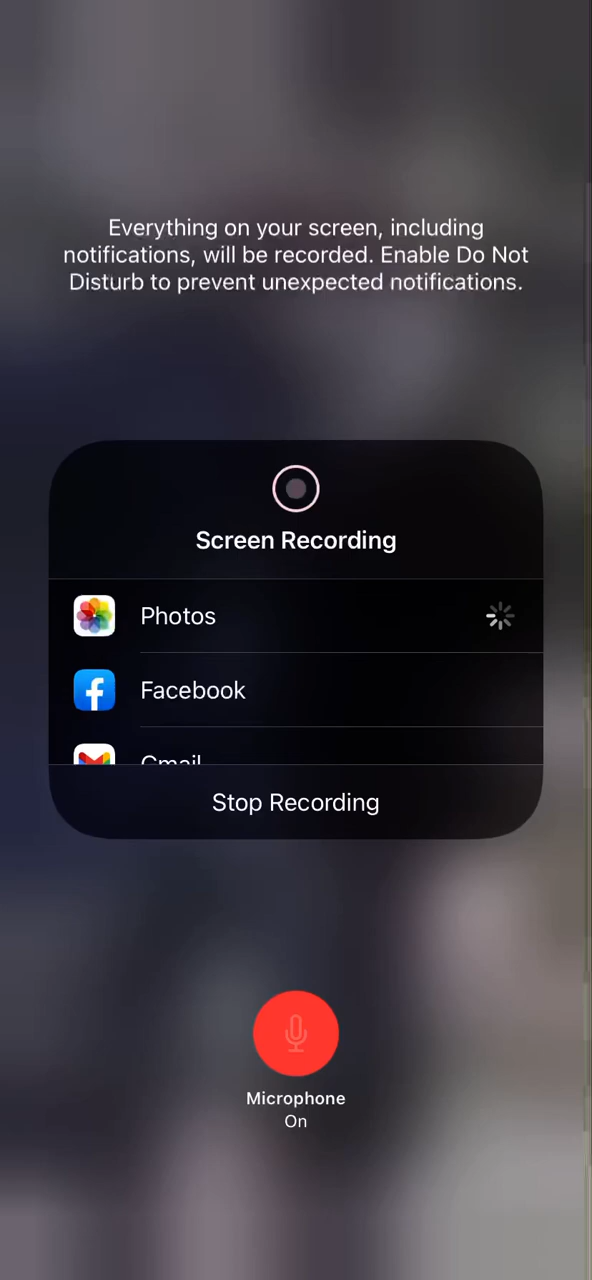 Everything on your screen, including
notifications, will be recorded. Enable Do Not
Disturb to prevent unexpected notifications.
Screen Recording
Photos
Facebook
Gmail
Stop Recording
Microphone
On